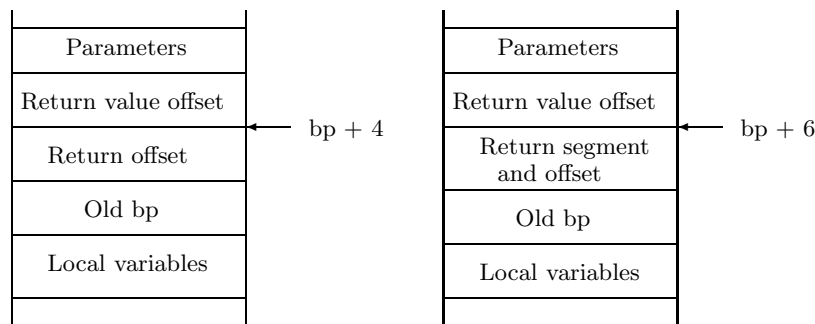 Parameters
Return value offset
bp + 4
Return offset
Old bp
Local variables
Parameters
Return value offset
bp + 6
Return segment
and offset
Old bp
Local variables